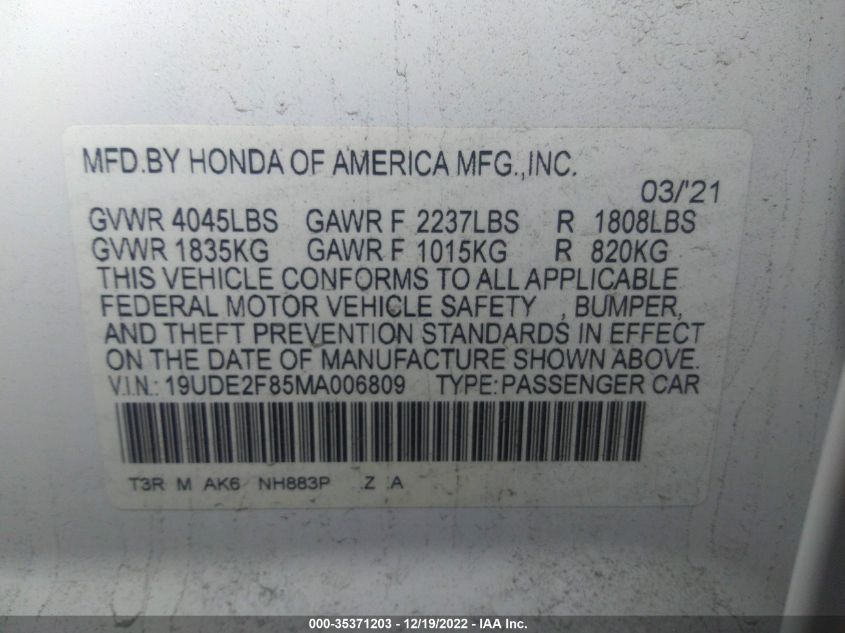 MFD.BY HONDA OF AMERICA MFG.,INC.
03/'21
GVWR 4045LBS GAWR F 2237LBS R 1808LBS
GVWR 1835KG GAWR F 1015KG R 820KG
THIS VEHICLE CONFORMS TO ALL APPLICABLE
FEDERAL MOTOR VEHICLE SAFETY , BUMPER,
AND THEFT PREVENTION STANDARDS IN EFFECT
ON THE DATE OF MANUFACTURE SHOWN ABOVE.
V.I.N.: 19UDE2F85MA006809 TYPE: PASSENGER CAR
T3R M AK6 NH883P Z A
000-35371203 - 12/19/2022 - IAA Inc.